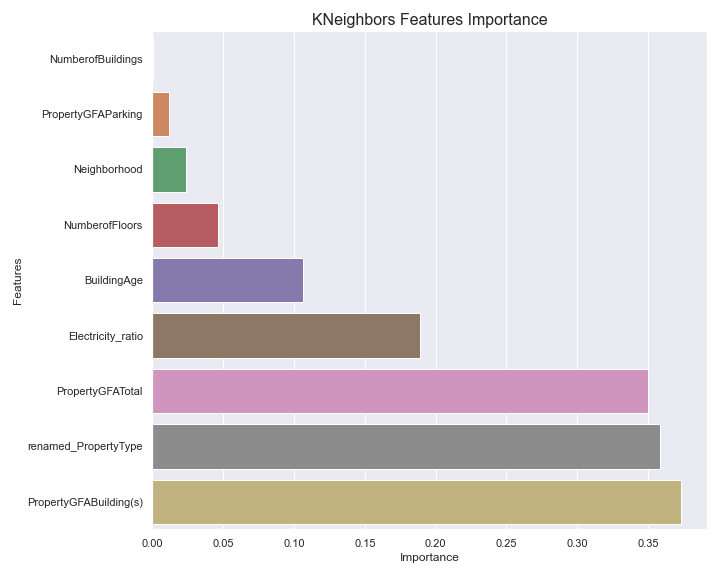 KNeighbors Features Importance
NumberofBuildings
PropertyGFAParking
Neighborhood
NumberofFloors
BuildingAge
Electricity_ratio
PropertyGFATotal
renamed_PropertyType
PropertyGFABuilding(s)
Features
0.00 0.05 0.10 0.15 0.20 0.25 0.30 0.35
Importance